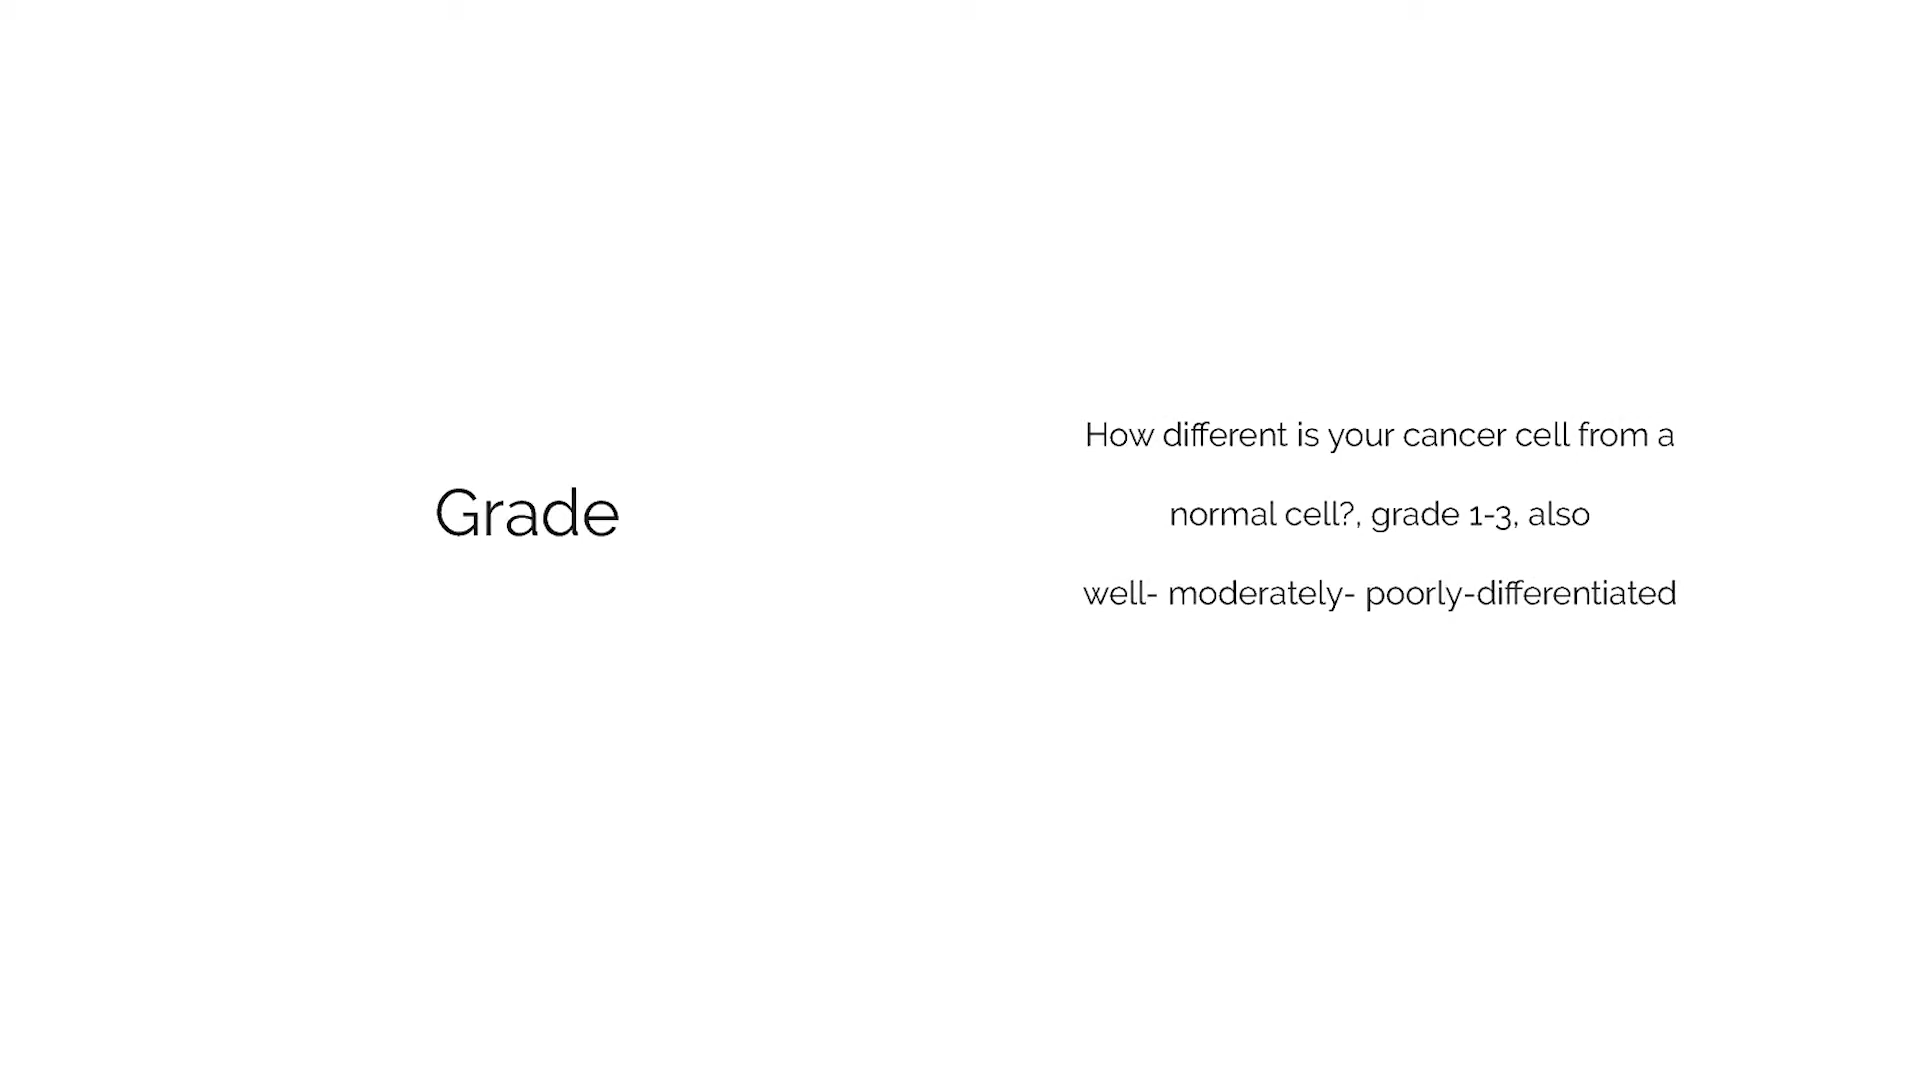 Grade
How different is your cancer cell from a
normal cell?, grade 1-3, also
well- moderately- poorly-differentiated